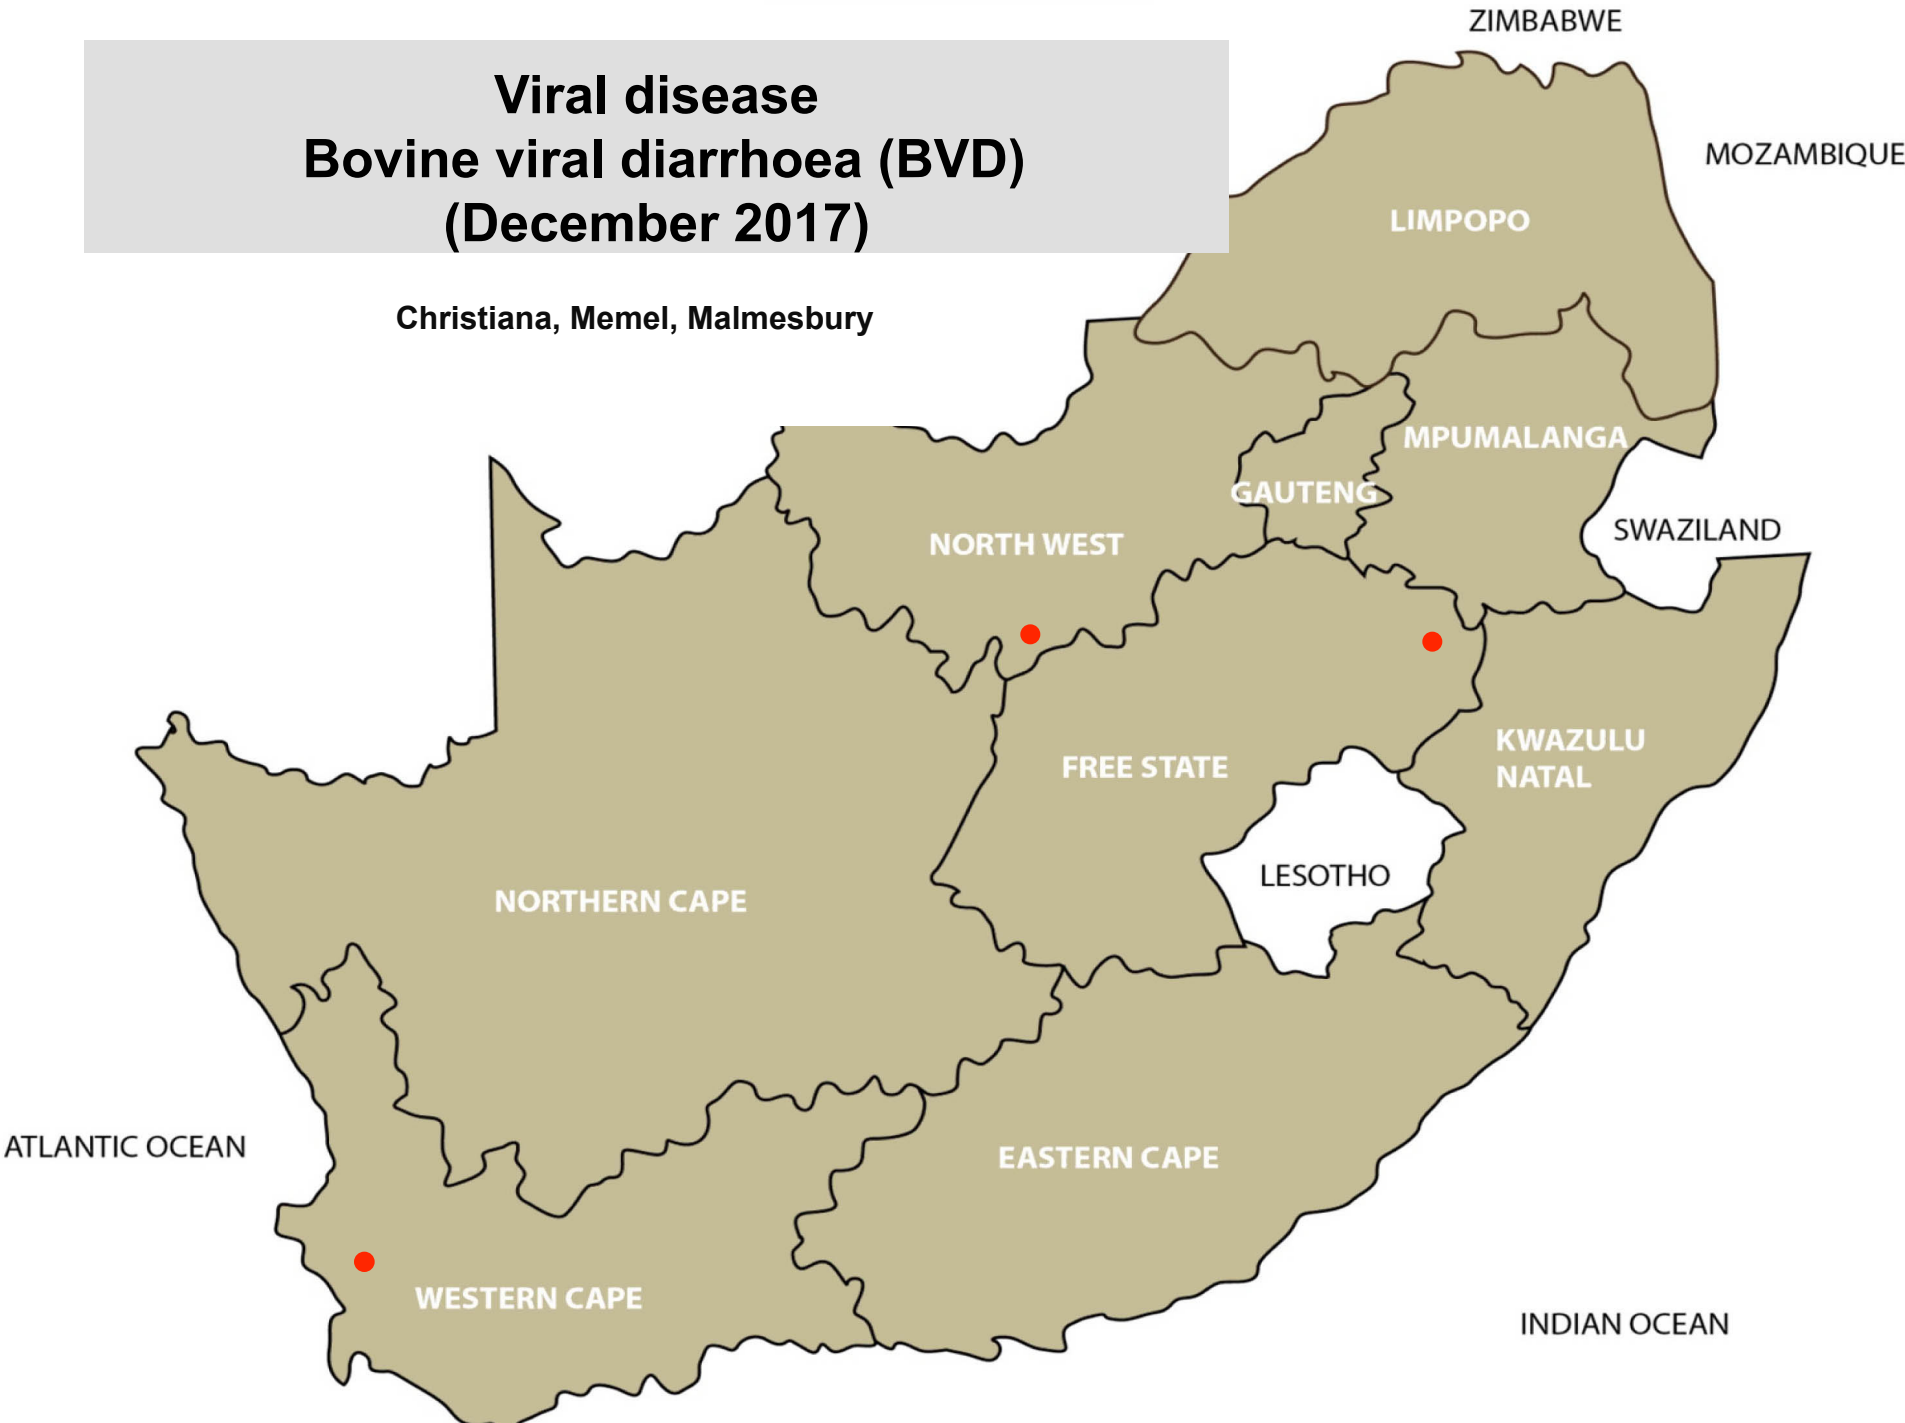 Viral disease
Bovine viral diarrhoea (BVD)
(December 2017)
Christiana, Memel, Malmesbury
ZIMBABWE
MOZAMBIQUE
LIMPOPO
MPUMALANGA
GAUTENG
NORTH WEST
SWAZILAND
KWAZULU
NATAL
FREE STATE
LESOTHO
NORTHERN CAPE
ATLANTIC OCEAN
EASTERN CAPE
WESTERN CAPE
INDIAN OCEAN